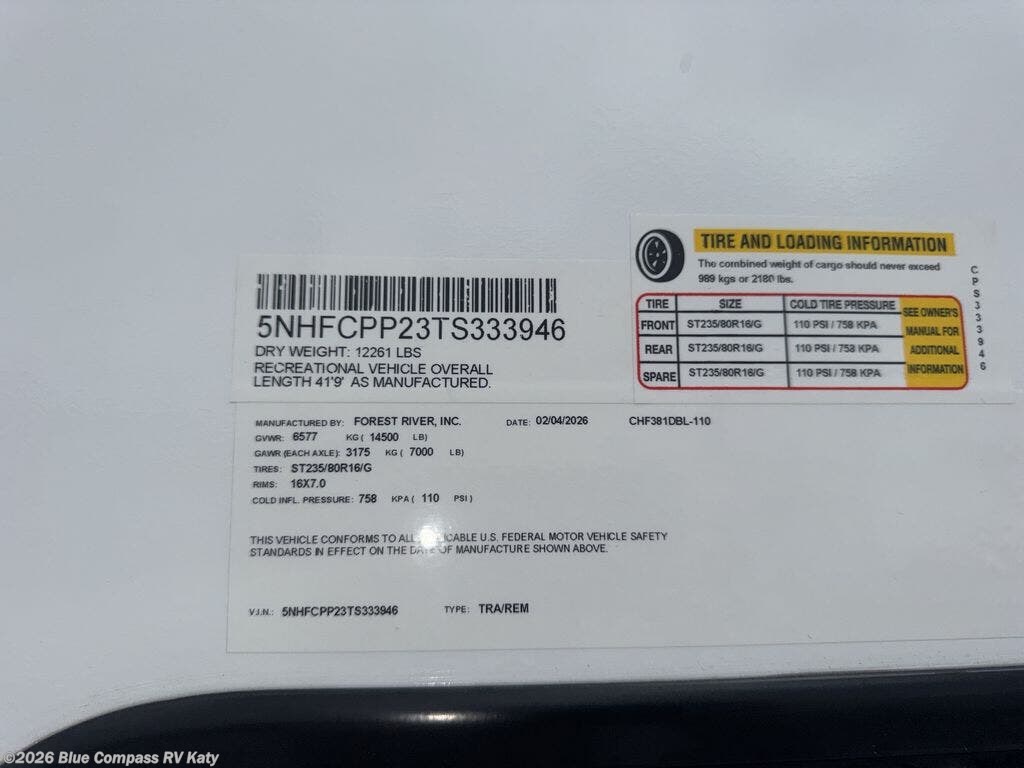 TIRE AND LOADING INFORMATION
The combined weight of cargo should never exceed
989 kgs or 2180 lbs.
TIRE SIZE COLD TIRE PRESSURE SEE OWNER'S MANUAL FOR ADDITIONAL INFORMATION
FRONT ST235/80R16/G 110 PSI / 758 KPA
REAR ST235/80R16/G 110 PSI / 758 KPA
SPARE ST235/80R16/G 110 PSI / 758 KPA
CPS333946
5NHFCPP23TS333946
DRY WEIGHT: 12261 LBS
RECREATIONAL VEHICLE OVERALL
LENGTH 41'9' AS MANUFACTURED.
MANUFACTURED BY: FOREST RIVER, INC. DATE: 02/04/2026 CHF381DBL-110
GVWR: 6577 KG ( 14500 LB)
GAWR (EACH AXLE): 3175 KG ( 7000 LB)
TIRES: ST235/80R16/G
RIMS: 16X7.0
COLD INFL. PRESSURE: 758 KPA ( 110 PSI )
THIS VEHICLE CONFORMS TO ALL U.S. FEDERAL MOTOR VEHICLE SAFETY
STANDARDS IN EFFECT ON THE DATE OF MANUFACTURE SHOWN ABOVE.
V.I.N.: 5NHFCPP23TS333946 TYPE: TRA/REM
©2026 Blue Compass RV Katy